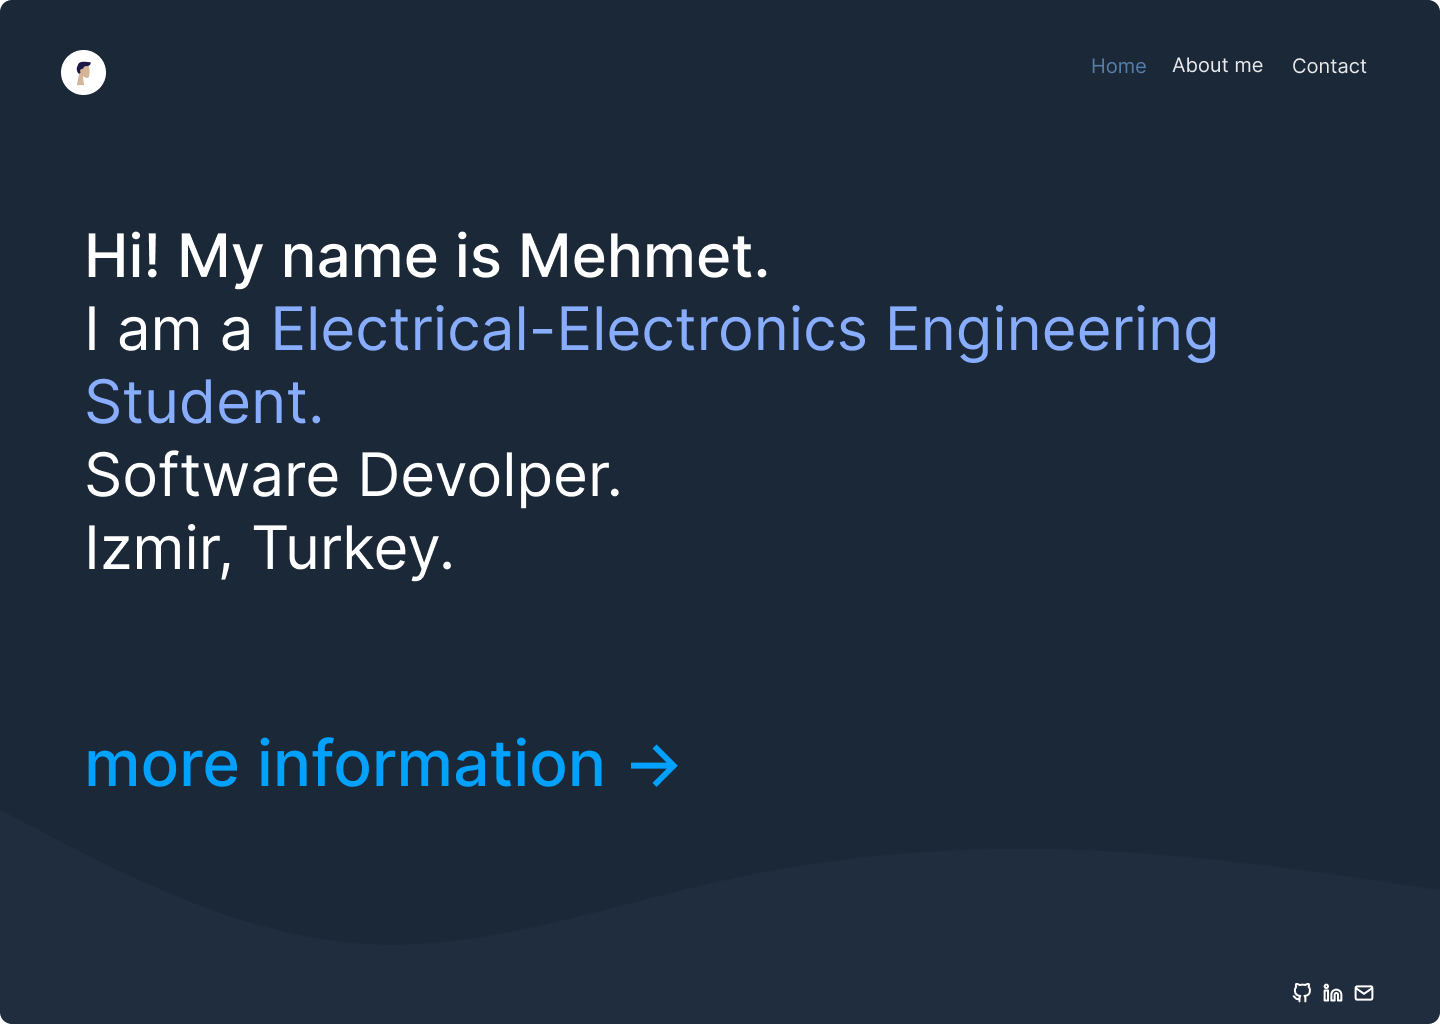 Home About me Contact
Hi! My name is Mehmet.
I am a Electrical-Electronics Engineering
Student.
Software Devolper.
Izmir, Turkey.
more information →